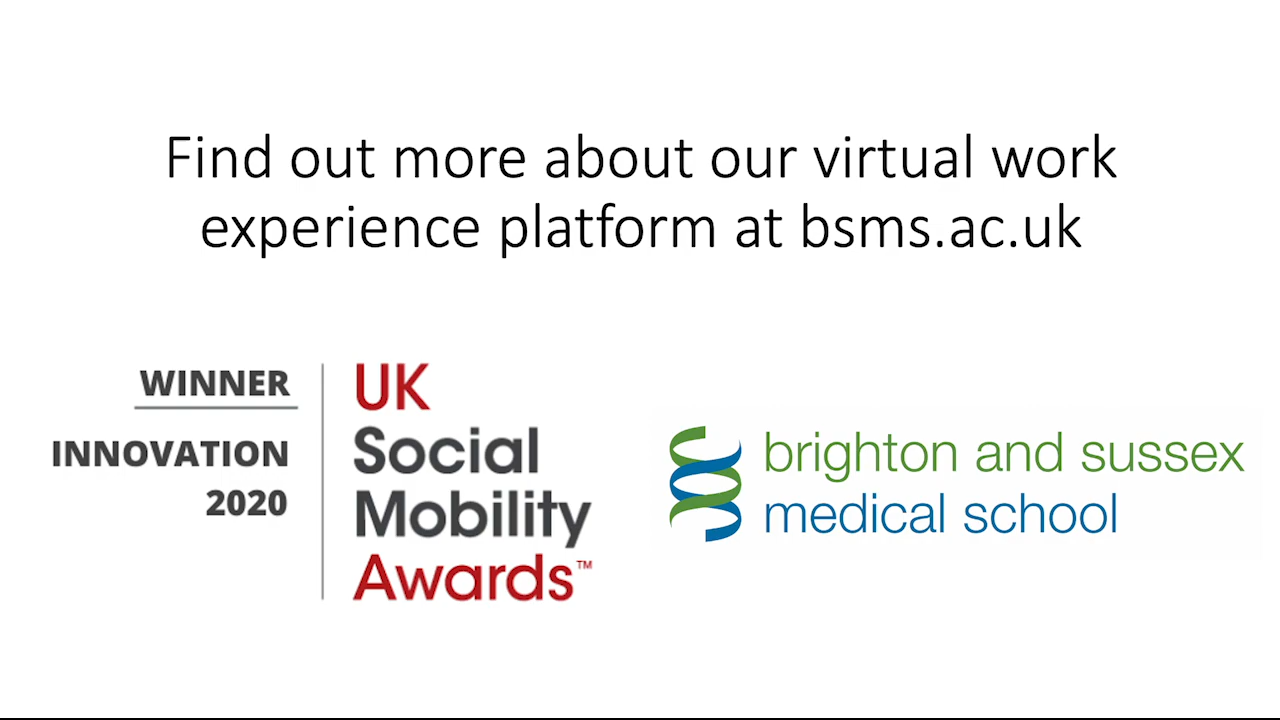 Find out more about our virtual work
experience platform at bsms.ac.uk
WINNER
INNOVATION
2020
UK
Social
Mobility
Awards™
brighton and sussex
medical school